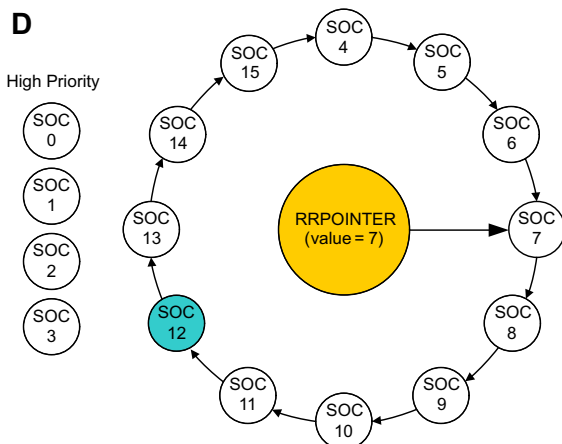 D
High Priority
SOC
0
SOC
1
SOC
2
SOC
3
SOC
4
SOC
5
SOC
6
SOC
7
SOC
8
SOC
9
SOC
10
SOC
11
SOC
12
SOC
13
SOC
14
SOC
15
RRPOINTER
(value = 7)